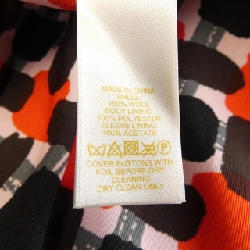 MADE IN CHINA
SHELL:
100% WOOL
BODY LINING:
100% POLYESTER
SLEEVE LINING:
100% ACETATE
COVER BUTTONS WITH
FOIL BEFORE DRY
CLEANING
DRY CLEAN ONLY